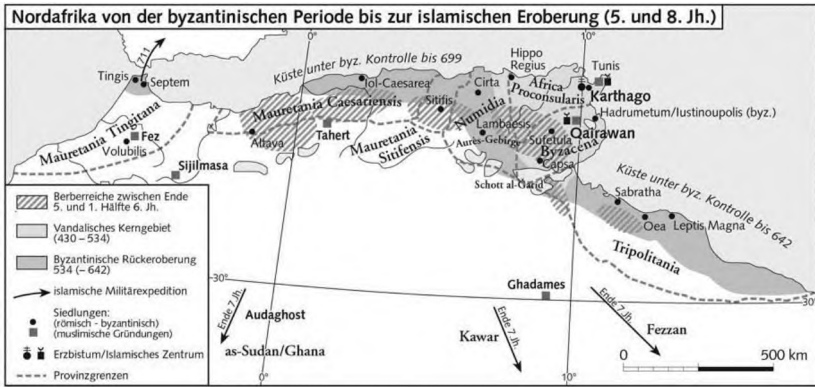 Nordafrika von der byzantinischen Periode bis zur islamischen Eroberung (5. und 8. Jh.)
0°
10°
711
Tingis
Septem
Küste unter byz. Kontrolle bis 699
Iol-Caesarea
Hippo
Regius
Tunis
Cirta
Africa
Proconsularis
Karthago
Mauretania Caesariensis
Sitifis
Numidia
Hadrumetum/Iustinoupolis (byz.)
Mauretania Tingitana
Fez
Volubilis
Altava
Tahert
Lambaesis
Sufetula
Qairawan
Mauretania
Sitifensis
Aures-Gebirge
Byzacena
Capsa
Sijilmasa
Schott al-Garid
Küste unter byz. Kontrolle bis 642
Sabratha
Oea
Leptis Magna
Tripolitania
Berberreiche zwischen Ende
5. und 1. Hälfte 6. Jh.
Vandalisches Kerngebiet
(430 – 534)
Byzantinische Rückeroberung
534 (– 642)
islamische Militärexpedition
Siedlungen:
(römisch - byzantinisch)
(muslimische Gründungen)
Erzbistum/Islamisches Zentrum
Provinzgrenzen
30°
30°
Ende 7. Jh.
Audaghost
as-Sudan/Ghana
Ghadames
Ende 7. Jh.
Kawar
Ende 7. Jh.
Fezzan
0°
10°
0
500 km